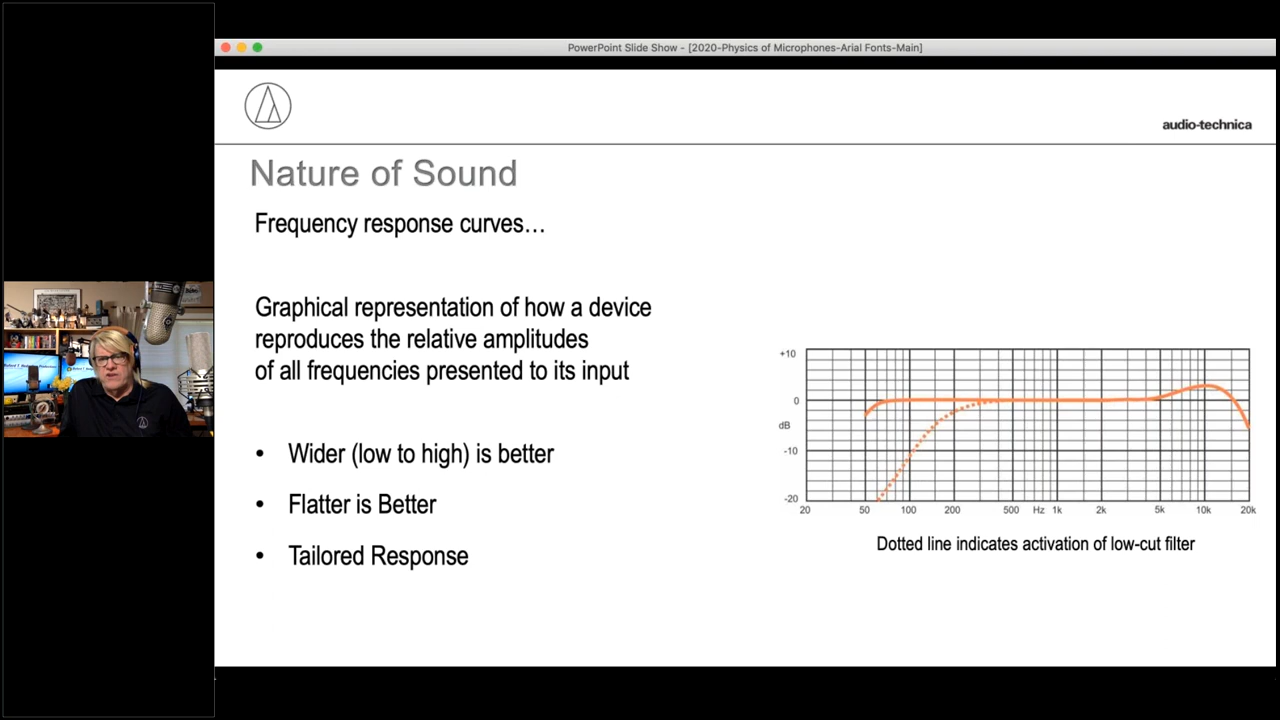 PowerPoint Slide Show - [2020-Physics of Microphones-Arial Fonts-Main]
audio-technica
Nature of Sound
Frequency response curves…
Graphical representation of how a device
reproduces the relative amplitudes
of all frequencies presented to its input
• Wider (low to high) is better
• Flatter is Better
• Tailored Response
+10
0
dB
-10
-20
20 50 100 200 500 Hz 1k 2k 5k 10k 20k
Dotted line indicates activation of low-cut filter